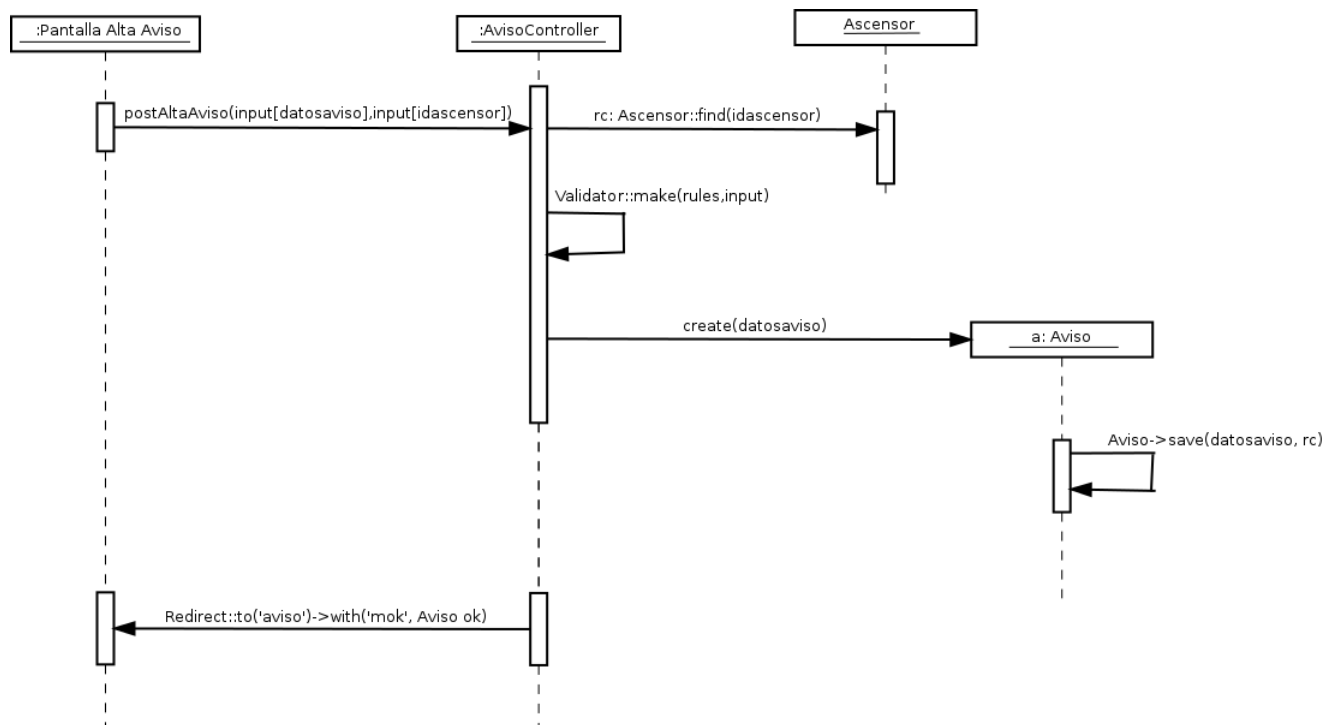 :Pantalla Alta Aviso
:AvisoController
Ascensor
postAltaAviso(input[datosaviso],input[idascensor])
rc: Ascensor::find(idascensor)
Validator::make(rules,input)
create(datosaviso)
a: Aviso
Aviso->save(datosaviso, rc)
Redirect::to('aviso')->with('mok', Aviso ok)